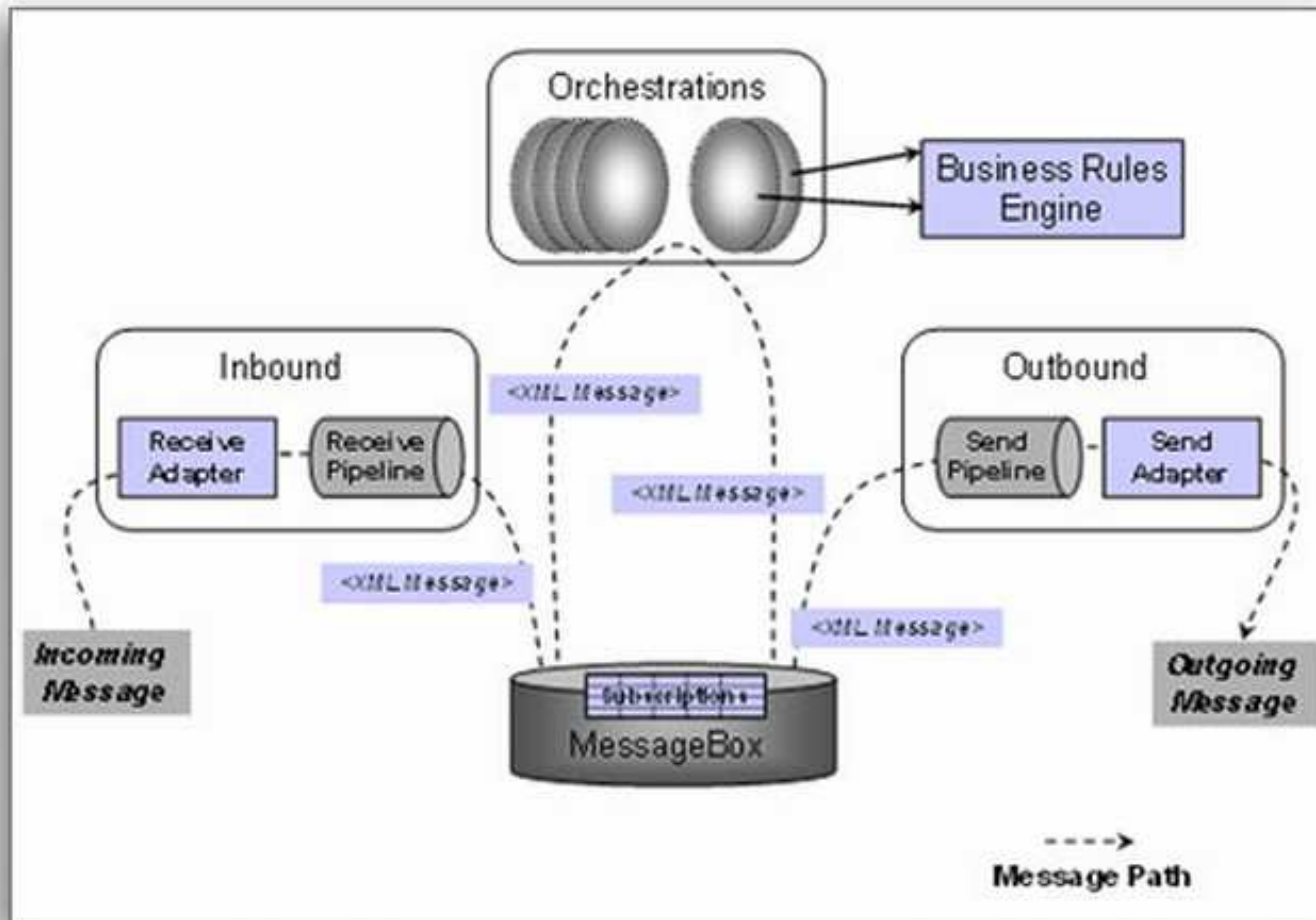 Orchestrations
Business Rules
Engine
Inbound
Receive
Adapter
Receive
Pipeline
Outbound
Send
Pipeline
Send
Adapter
<XML Message>
<XML Message>
<XML Message>
<XML Message>
Incoming
Message
Outgoing
Message
Subscriptions
MessageBox
Message Path